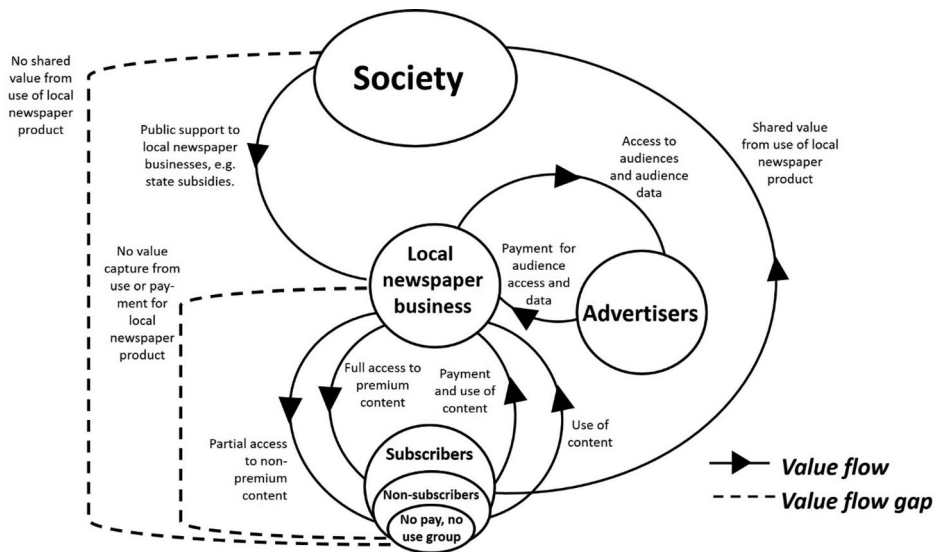 Society
No shared
value from
use of local
newspaper
product
Public support to
local newspaper
businesses, e.g.
state subsidies.
Access to
audiences and
audience
data
Shared value
from use of local
newspaper
product
Local
newspaper
business
Payment for
audience
access and
data
Advertisers
No value
capture from
use or pay-
ment for
local
newspaper
product
Full access to
premium
content
Payment
and use of
content
Use of
content
Partial access
to non-
premium
content
Subscribers
Non-subscribers
No pay, no
use group
Value flow
Value flow gap